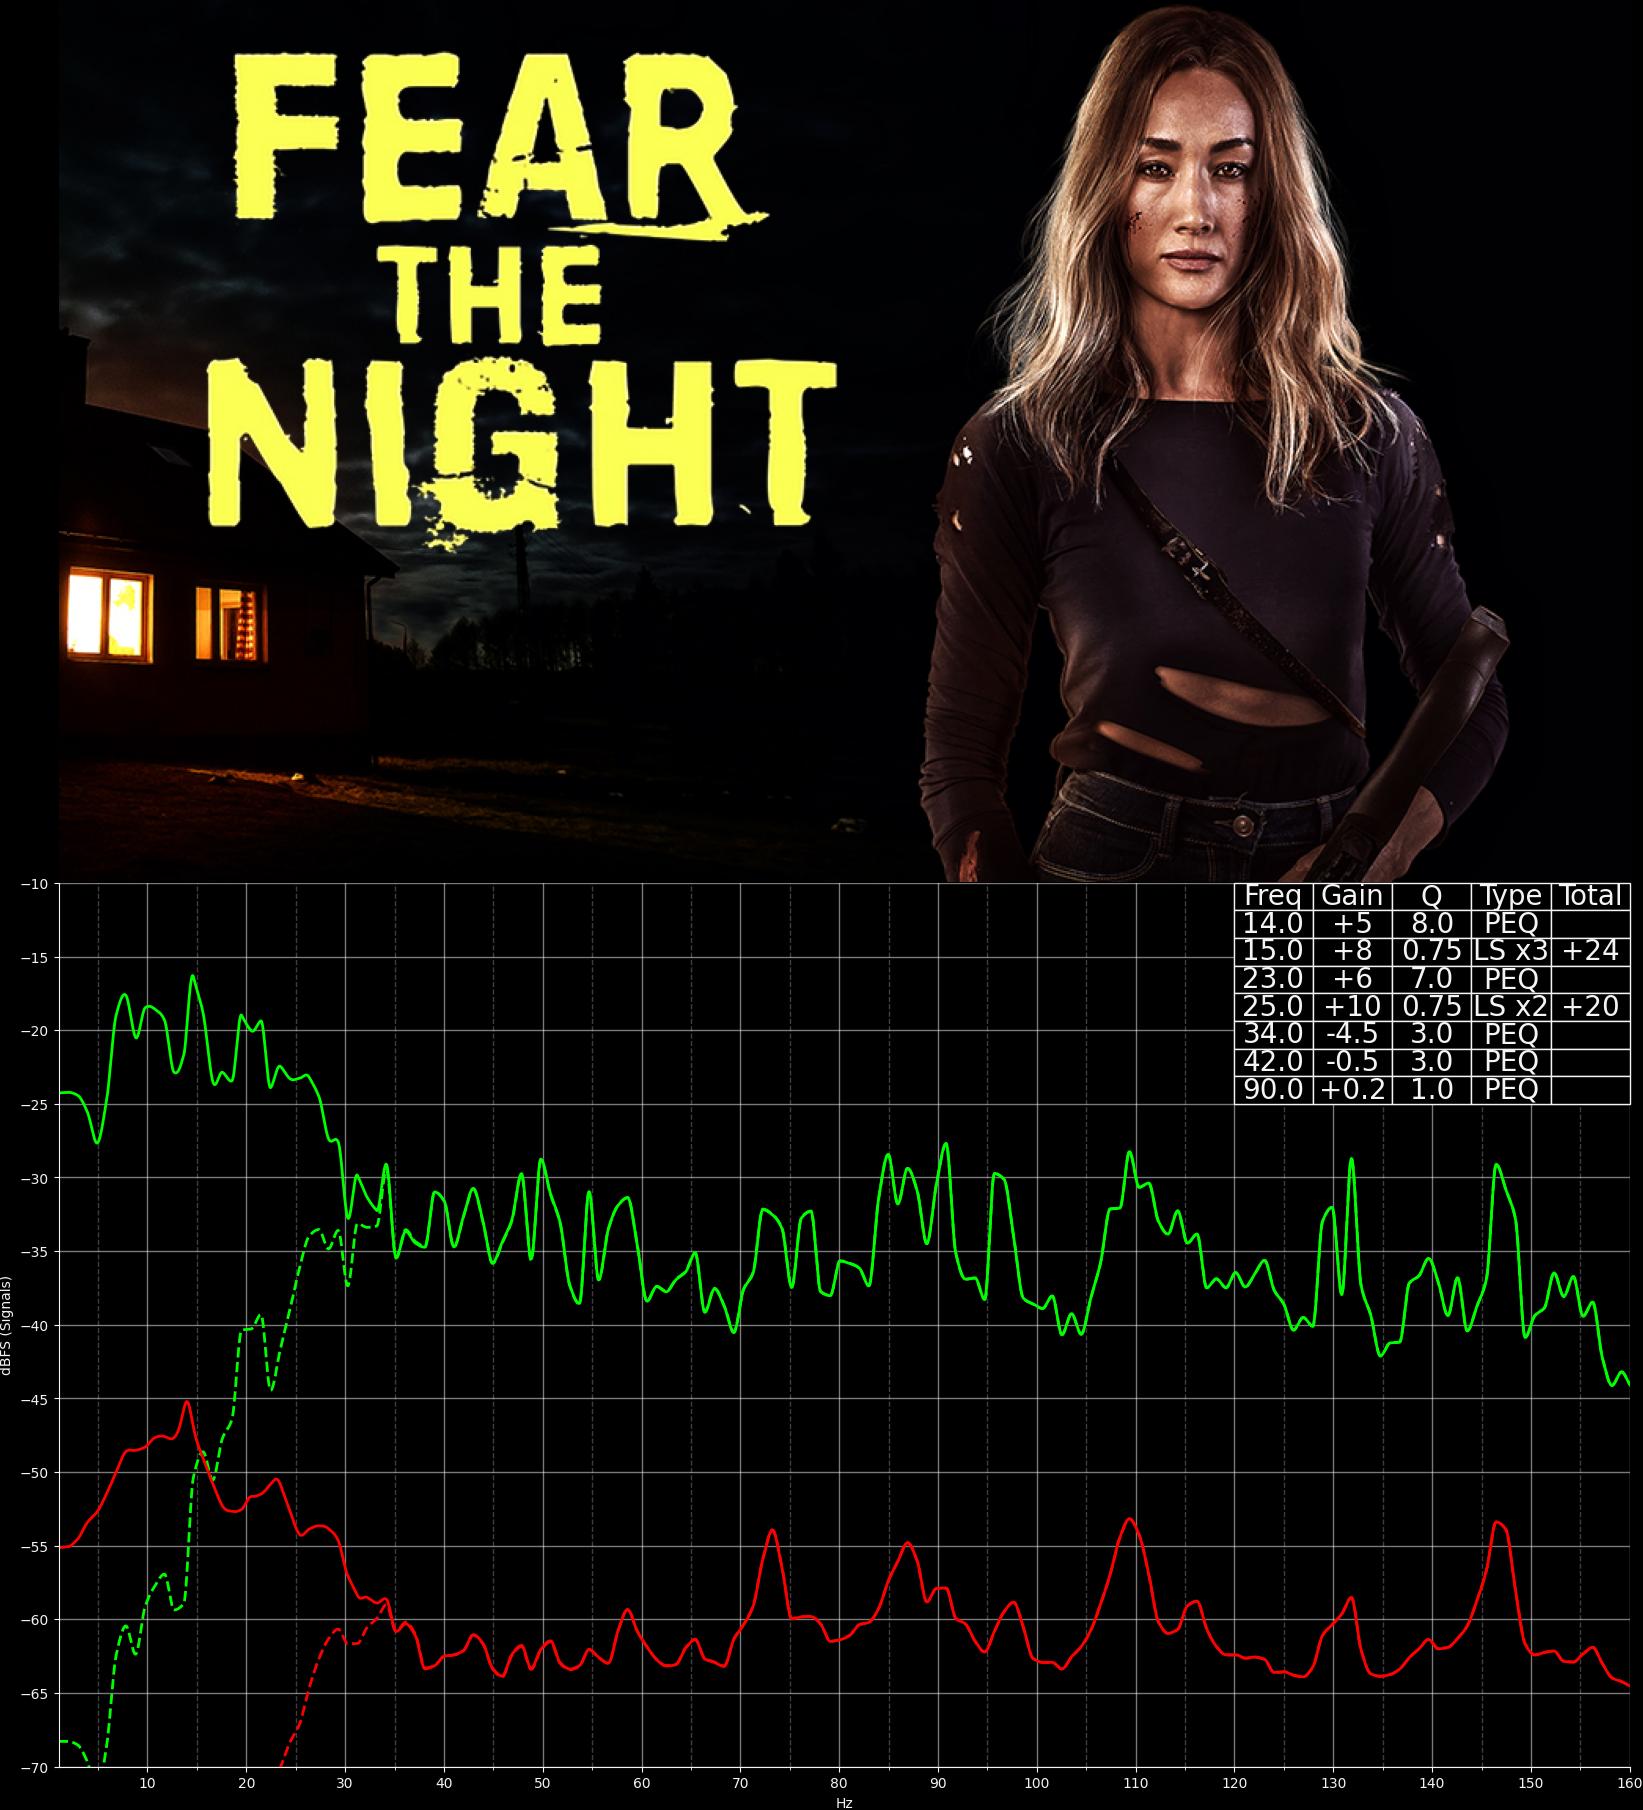 FEAR
THE
NIGHT
Freq Gain Q Type Total
14.0 +5 8.0 PEQ
15.0 +8 0.75 LS x3 +24
23.0 +6 7.0 PEQ
25.0 +10 0.75 LS x2 +20
34.0 -4.5 3.0 PEQ
42.0 -0.5 3.0 PEQ
90.0 +0.2 1.0 PEQ
−10
−15
−20
−25
−30
−35
−40
−45
−50
−55
−60
−65
−70
dBFS (Signals)
10 20 30 40 50 60 70 80 90 100 110 120 130 140 150 160
Hz